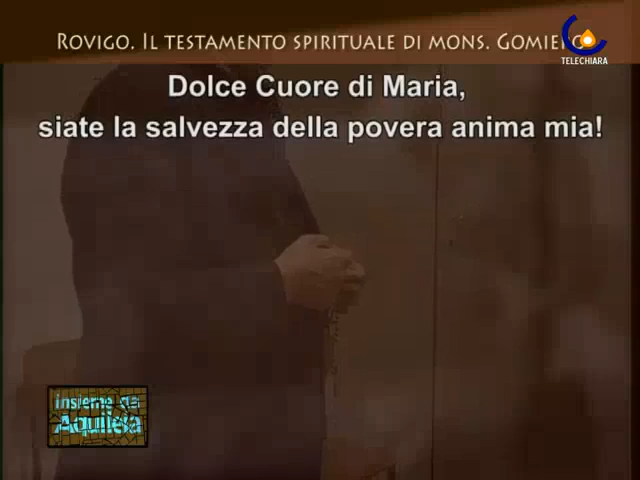 ROVIGO. IL TESTAMENTO SPIRITUALE DI MONS. GOMIERO
TELECHIARA
Dolce Cuore di Maria,
siate la salvezza della povera anima mia!
insieme da
Aquileia